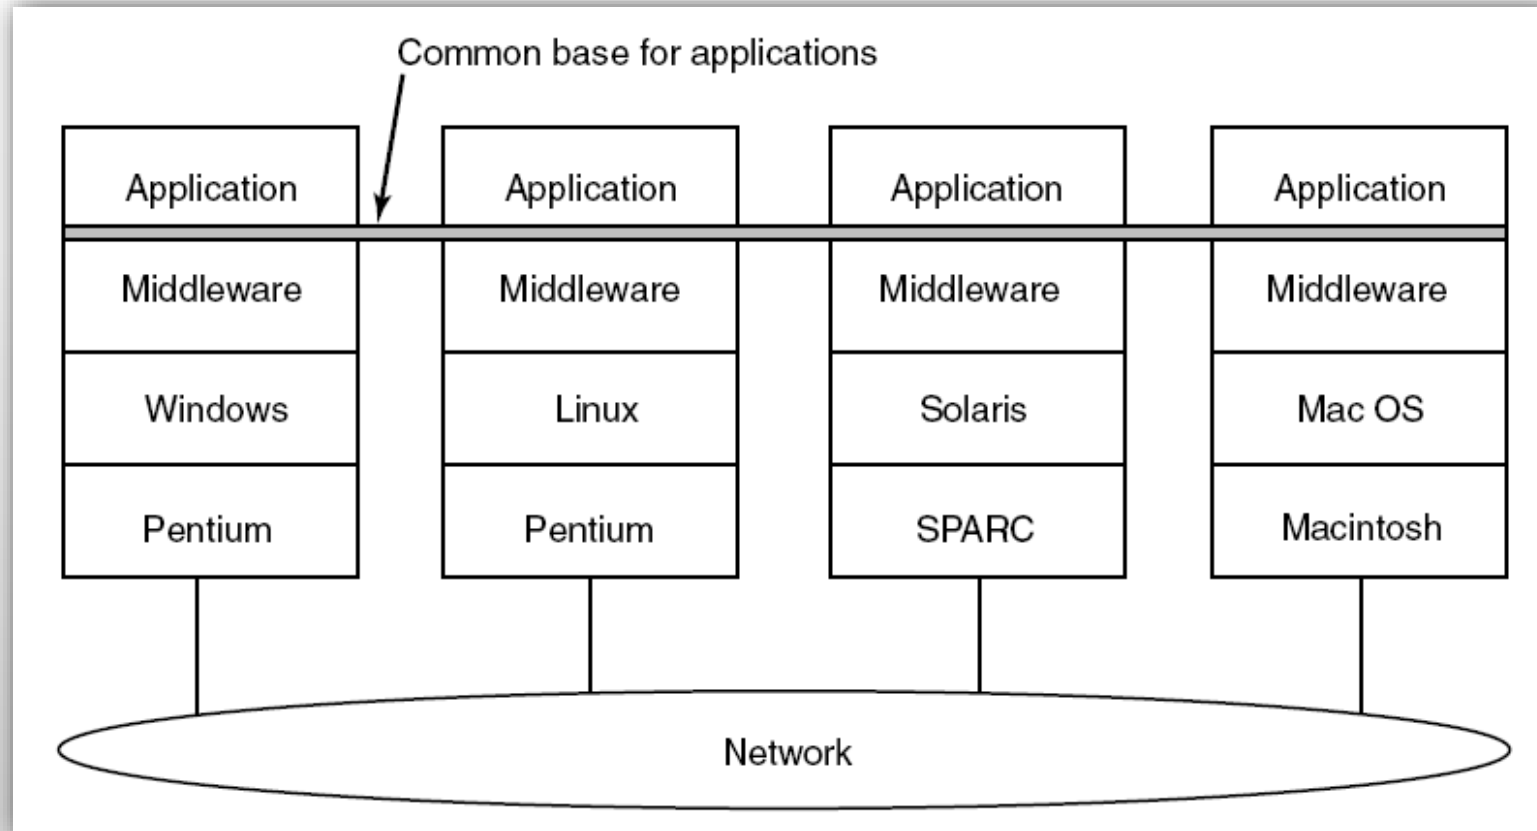 Common base for applications
Application Application Application Application
Middleware Middleware Middleware Middleware
Windows Linux Solaris Mac OS
Pentium Pentium SPARC Macintosh
Network